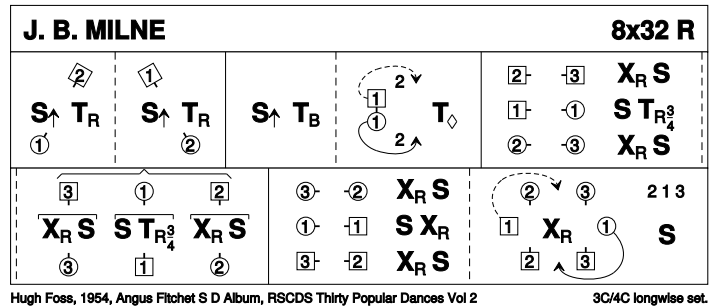 J. B. MILNE 8x32 R
2 1 2 2- -3 X R S
S↑ T R S↑ T R S↑ T B 1 T◊ 1- -1 S T R 3/4
1 2 1 2 2- -3 X R S
3 1 2 3- -2 X R S 2 3 2 1 3
X R S S T R 3/4 X R S 1- -1 S X R 1 X R 1 S
3 1 2 3- -2 X R S 2 3
Hugh Foss, 1954, Angus Fitchet S D Album, RSCDS Thirty Popular Dances Vol 2 3C/4C longwise set.